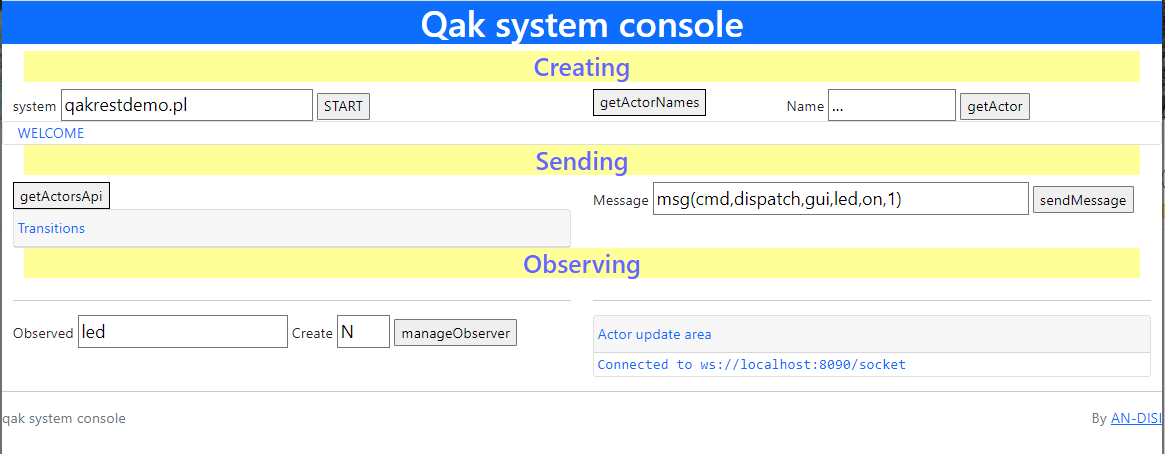 Qak system console
Creating
system qakrestdemo.pl START getActorNames Name ... getActor
WELCOME
Sending
getActorsApi Message msg(cmd,dispatch,gui,led,on,1) sendMessage
Transitions
Observing
Observed led Create N manageObserver
Actor update area
Connected to ws://localhost:8090/socket
qak system console By AN-DISI